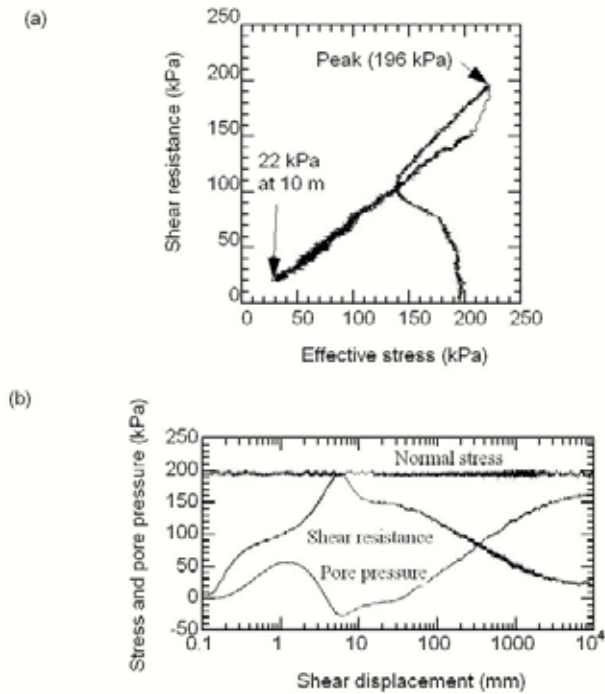 (a)
250
200
150
100
50
0
Shear resistance (kPa)
Peak (196 kPa)
22 kPa
at 10 m
0 50 100 150 200 250
Effective stress (kPa)
(b)
250
200
150
100
50
0
-50
Stress and pore pressure (kPa)
Normal stress
Shear resistance
Pore pressure
0.1 1 10 100 1000 10⁴
Shear displacement (mm)